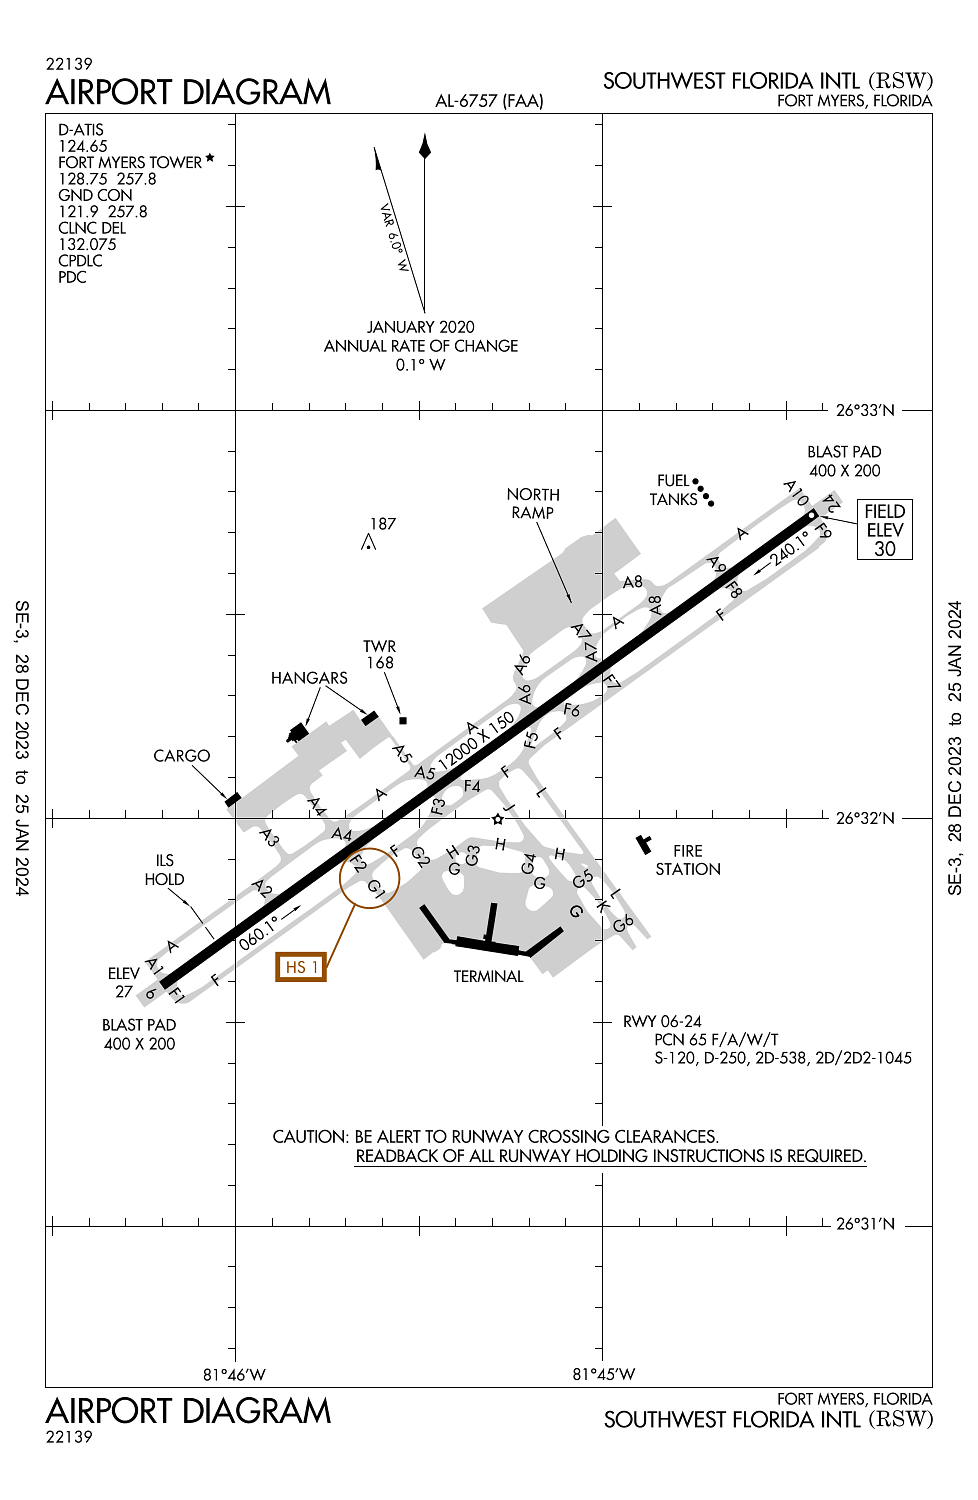 22139
AIRPORT DIAGRAM
AL-6757 (FAA)
SOUTHWEST FLORIDA INTL (RSW)
FORT MYERS, FLORIDA
D-ATIS
124.65
FORT MYERS TOWER ★
128.75 257.8
GND CON
121.9 257.8
CLNC DEL
132.075
CPDLC
PDC
VAR 6.0° W
JANUARY 2020
ANNUAL RATE OF CHANGE
0.1° W
26°33'N
BLAST PAD
400 X 200
FUEL
TANKS
NORTH
RAMP
A10
24
FIELD
ELEV
30
187
A
F9
240.1°
A9
F8
A8
A8
F
A
A7
A7
TWR
168
A6
A6
F7
HANGARS
F6
A
12000 X 150
F5
F
CARGO
A5
A5
F4
F
L
A
A4
F3
J
26°32'N
A3
A4
ILS
HOLD
F2
F
G2
H
G
G3
H
G4
G
H
G5
FIRE
STATION
A2
G1
L
K
G
G6
060.1°
A
A1
HS 1
ELEV
27
6
F1
F
TERMINAL
BLAST PAD
400 X 200
RWY 06-24
PCN 65 F/A/W/T
S-120, D-250, 2D-538, 2D/2D2-1045
CAUTION: BE ALERT TO RUNWAY CROSSING CLEARANCES.
READBACK OF ALL RUNWAY HOLDING INSTRUCTIONS IS REQUIRED.
26°31'N
81°46'W
81°45'W
SE-3, 28 DEC 2023 to 25 JAN 2024
SE-3, 28 DEC 2023 to 25 JAN 2024
AIRPORT DIAGRAM
22139
FORT MYERS, FLORIDA
SOUTHWEST FLORIDA INTL (RSW)